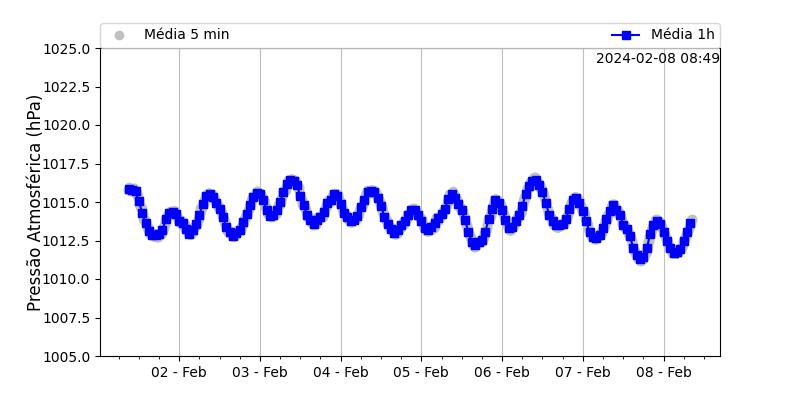 Média 5 min
Média 1h
2024-02-08 08:49
Pressão Atmosférica (hPa)
1025.0
1022.5
1020.0
1017.5
1015.0
1012.5
1010.0
1007.5
1005.0
02 - Feb
03 - Feb
04 - Feb
05 - Feb
06 - Feb
07 - Feb
08 - Feb